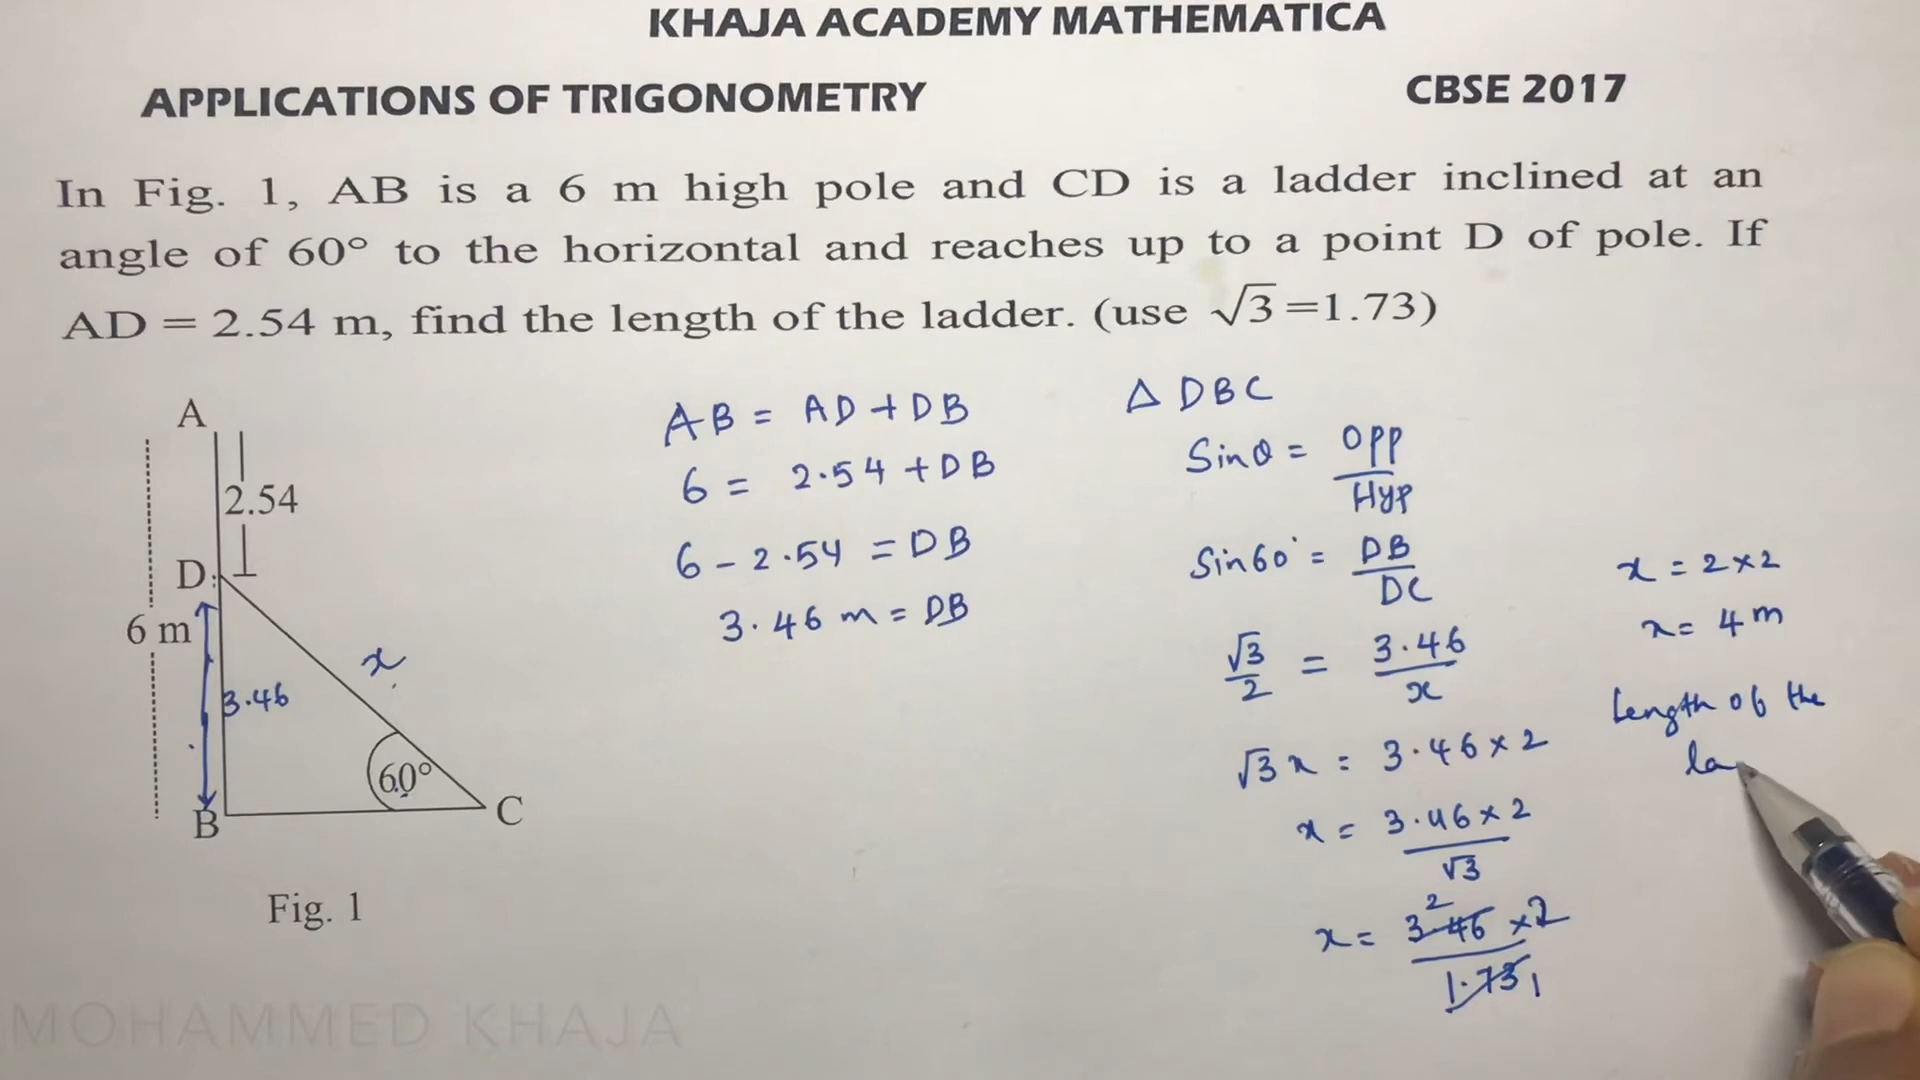 KHAJA ACADEMY MATHEMATICA
APPLICATIONS OF TRIGONOMETRY
CBSE 2017
In Fig. 1, AB is a 6 m high pole and CD is a ladder inclined at an
angle of 60° to the horizontal and reaches up to a point D of pole. If
AD = 2.54 m, find the length of the ladder. (use √3=1.73)
A
2.54
D
6 m
x
3.46
60°
B
C
Fig. 1
AB = AD + DB
6 = 2.54 + DB
6 - 2.54 = DB
3.46 m = DB
Δ DBC
Sinθ = Opp/Hyp
Sin60° = DB/DC
√3/2 = 3.46/x
√3 x = 3.46 × 2
x = 3.46 × 2/√3
x = 3.46 2 × 2/1.73 1
x = 2 × 2
x = 4 m
Length of the
la
MOHAMMED KHAJA